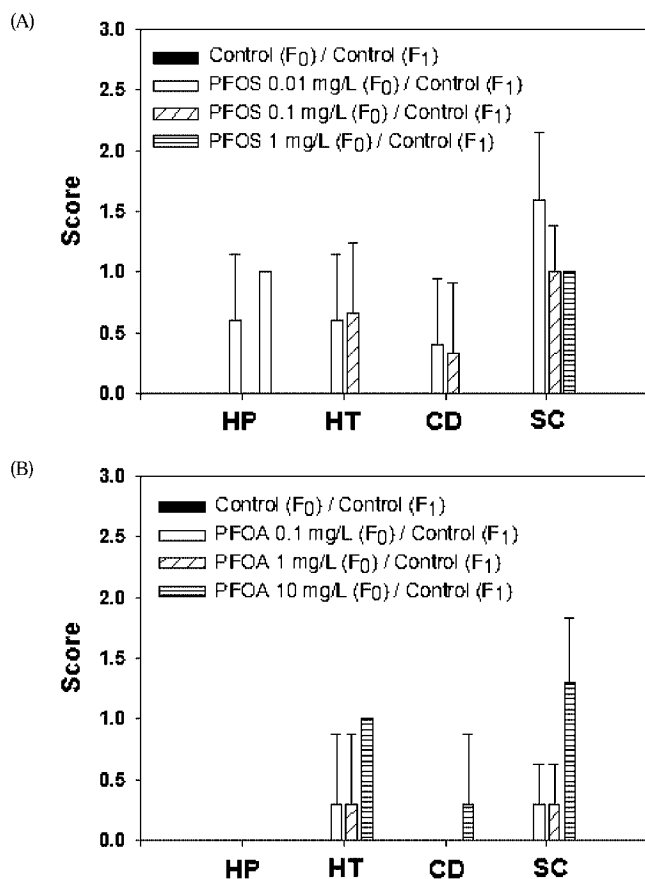 (A)
3.0
2.5
2.0
1.5
1.0
0.5
0.0
Score
Control (F0) / Control (F1)
PFOS 0.01 mg/L (F0) / Control (F1)
PFOS 0.1 mg/L (F0) / Control (F1)
PFOS 1 mg/L (F0) / Control (F1)
HP HT CD SC
(B)
3.0
2.5
2.0
1.5
1.0
0.5
0.0
Score
Control (F0) / Control (F1)
PFOA 0.1 mg/L (F0) / Control (F1)
PFOA 1 mg/L (F0) / Control (F1)
PFOA 10 mg/L (F0) / Control (F1)
HP HT CD SC